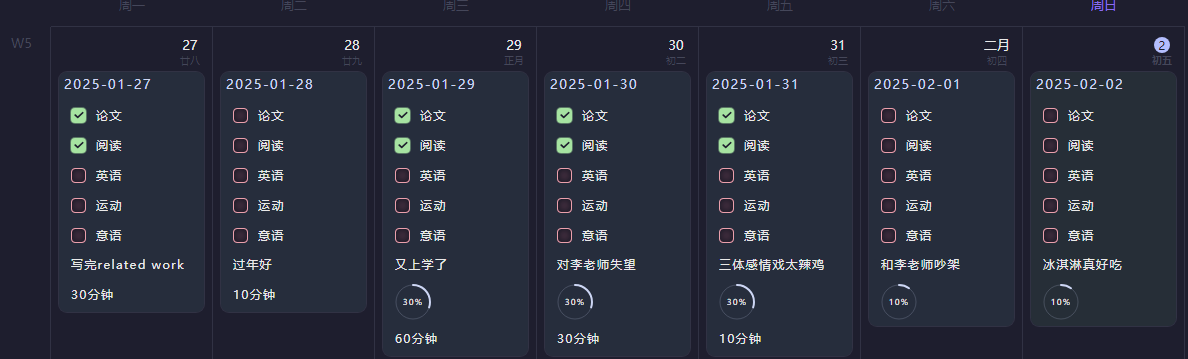 周一 周二 周三 周四 周五 周六 周日
W5
27
廿八
2025-01-27
论文
阅读
英语
运动
意语
写完related work
30分钟
28
廿九
2025-01-28
论文
阅读
英语
运动
意语
过年好
10分钟
29
正月
2025-01-29
论文
阅读
英语
运动
意语
又上学了
30%
60分钟
30
初二
2025-01-30
论文
阅读
英语
运动
意语
对李老师失望
30%
30分钟
31
初三
2025-01-31
论文
阅读
英语
运动
意语
三体感情戏太辣鸡
30%
10分钟
二月
初四
2025-02-01
论文
阅读
英语
运动
意语
和李老师吵架
10%
2
初五
2025-02-02
论文
阅读
英语
运动
意语
冰淇淋真好吃
10%